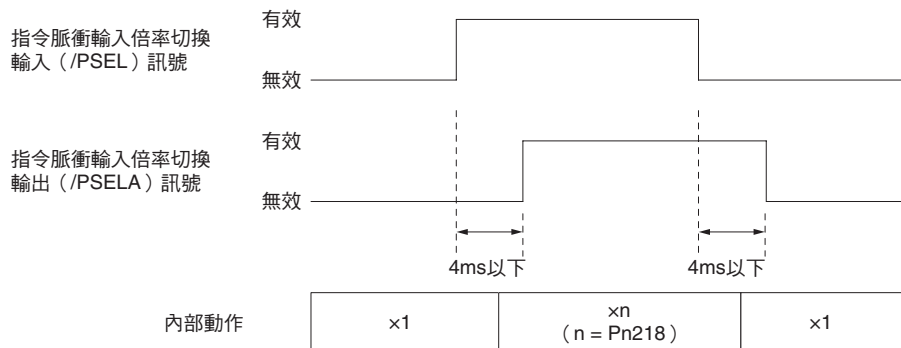 有效
指令脈衝輸入倍率切換
輸入（/PSEL）訊號
無效
有效
指令脈衝輸入倍率切換
輸出（/PSELA）訊號
無效
4ms以下
4ms以下
內部動作
×1
×n
（n = Pn218）
×1